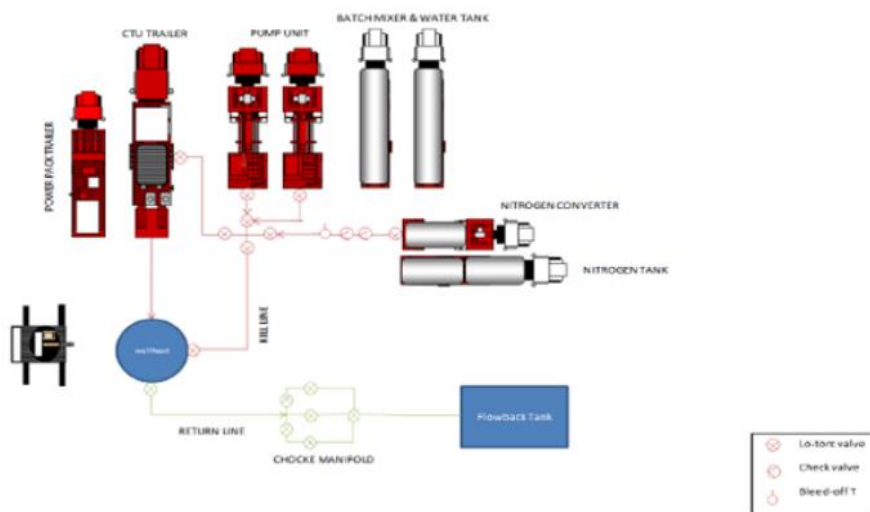 BATCH MIXER & WATER TANK
CTU TRAILER
PUMP UNIT
POWER PACK TRAILER
NITROGEN CONVERTER
NITROGEN TANK
KILL LINE
wellhead
RETURN LINE
CHOCKE MANIFOLD
Flowback Tank
Lo-torc valve
Check valve
Bleed-off T